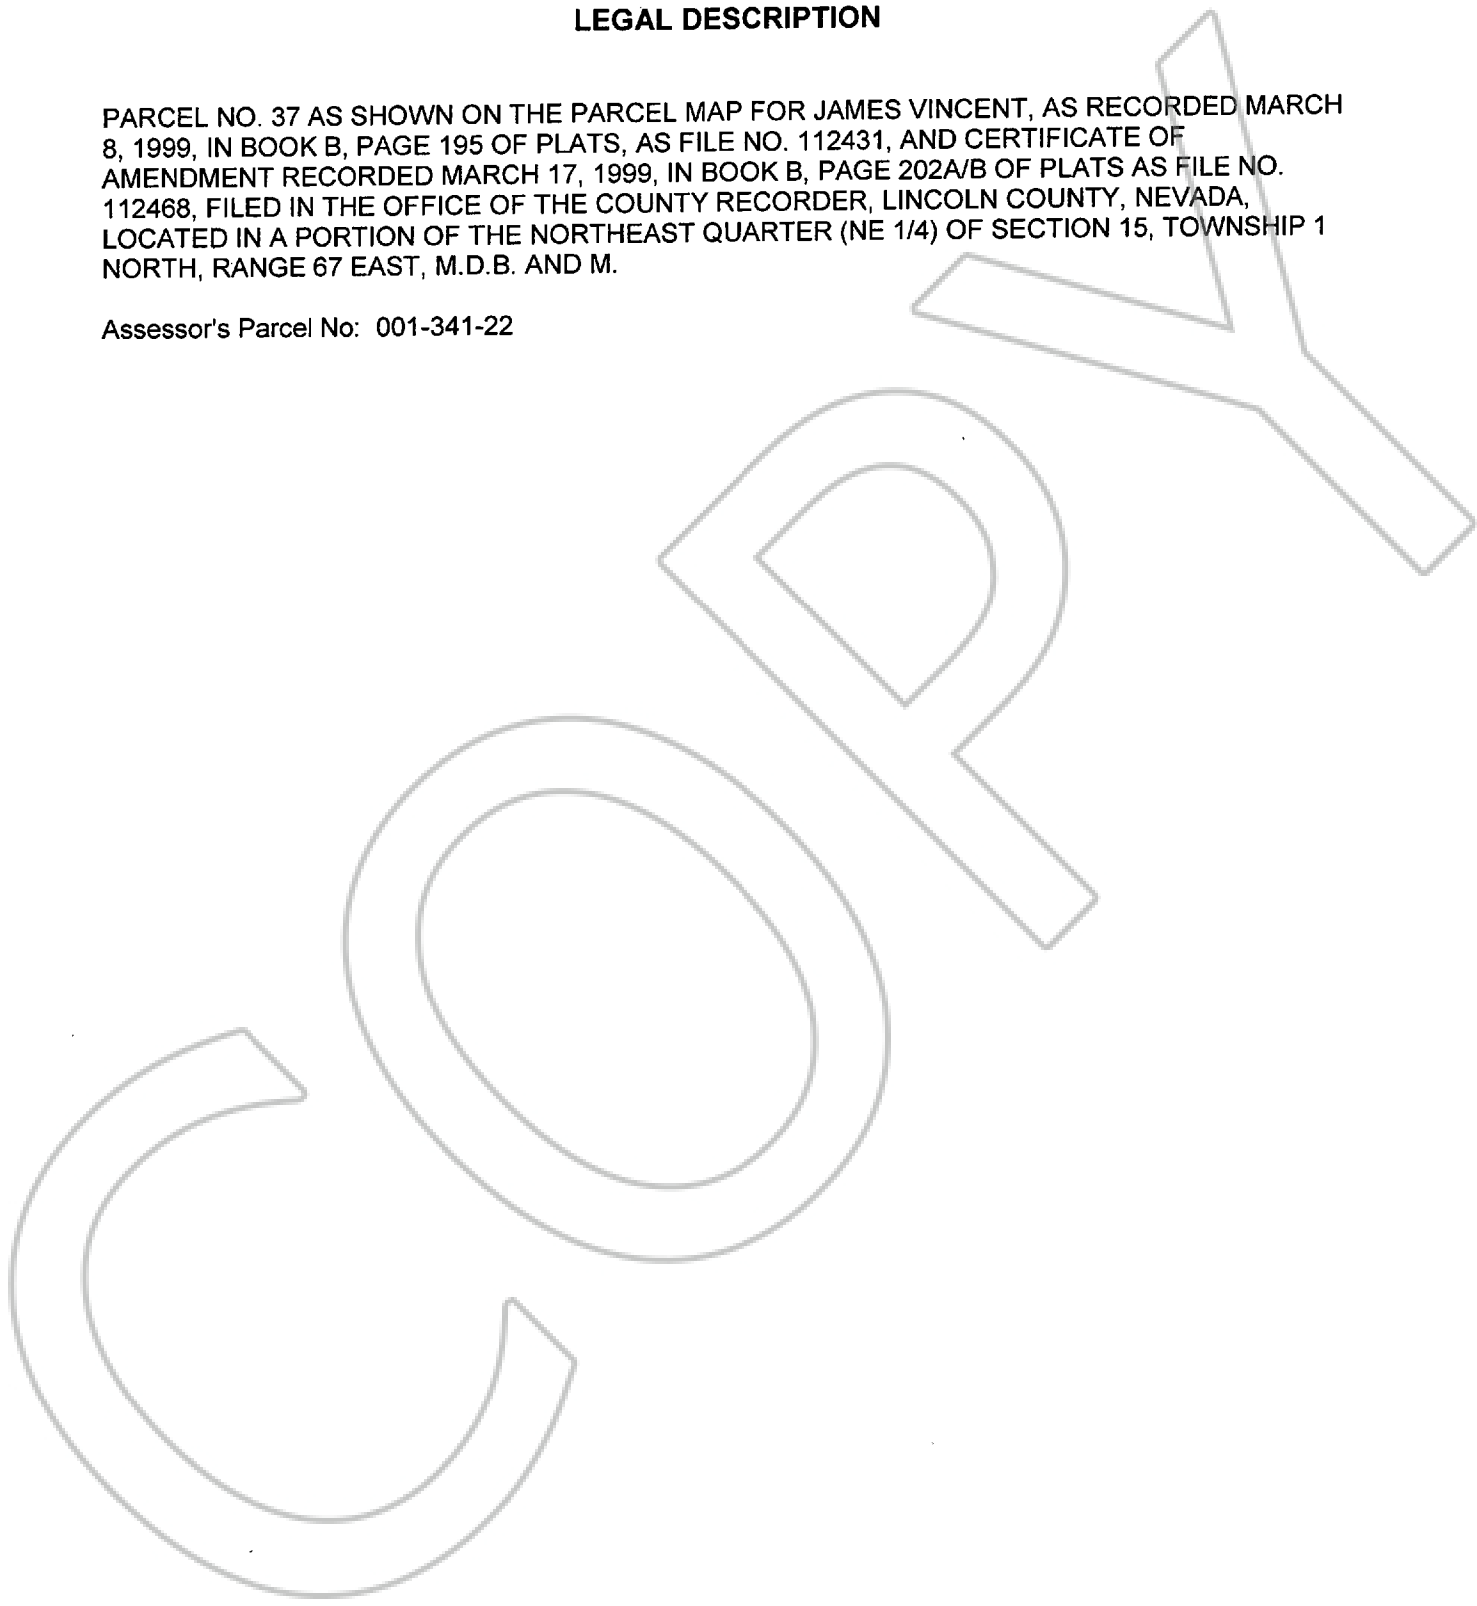 LEGAL DESCRIPTION
PARCEL NO. 37 AS SHOWN ON THE PARCEL MAP FOR JAMES VINCENT, AS RECORDED MARCH
8, 1999, IN BOOK B, PAGE 195 OF PLATS, AS FILE NO. 112431, AND CERTIFICATE OF
AMENDMENT RECORDED MARCH 17, 1999, IN BOOK B, PAGE 202A/B OF PLATS AS FILE NO.
112468, FILED IN THE OFFICE OF THE COUNTY RECORDER, LINCOLN COUNTY, NEVADA,
LOCATED IN A PORTION OF THE NORTHEAST QUARTER (NE 1/4) OF SECTION 15, TOWNSHIP 1
NORTH, RANGE 67 EAST, M.D.B. AND M.
Assessor's Parcel No: 001-341-22
COPY